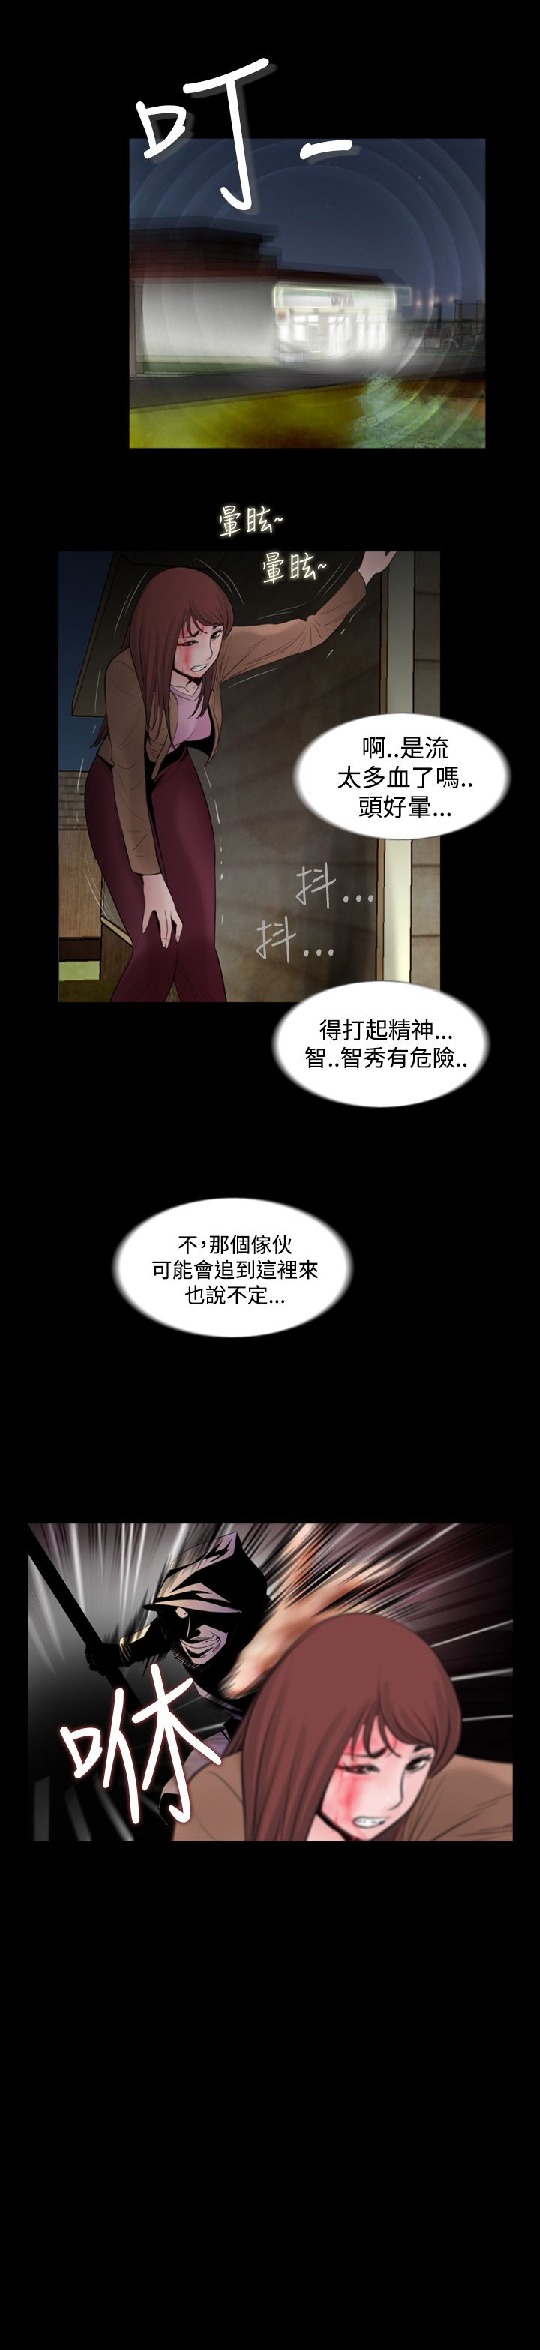 叮-
暈眩~
暈眩~
啊..是流
太多血了嗎..
頭好暈...
抖...
抖...
得打起精神...
智..智秀有危險..
不,那個傢伙
可能會追到這裡來
也說不定...
咻